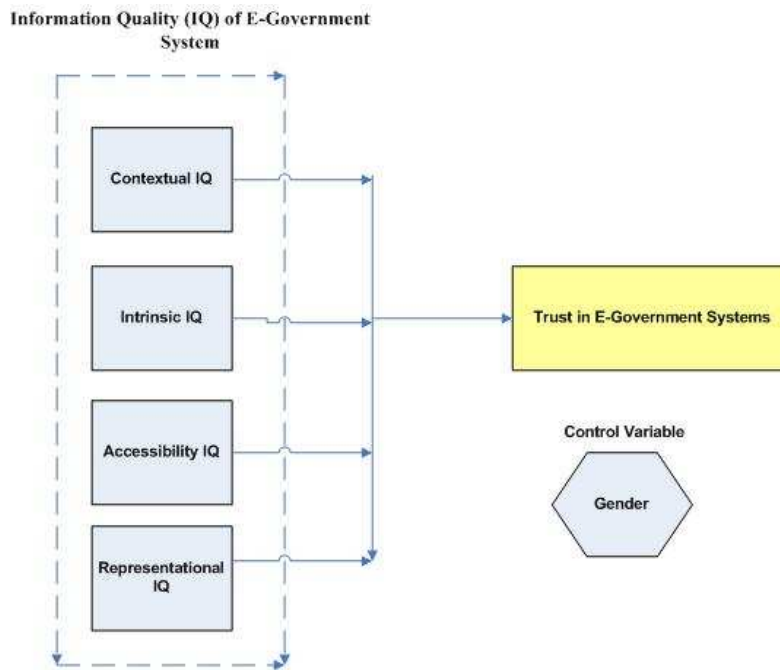 Information Quality (IQ) of E-Government
System
Contextual IQ
Intrinsic IQ
Accessibility IQ
Representational
IQ
Trust in E-Government Systems
Control Variable
Gender